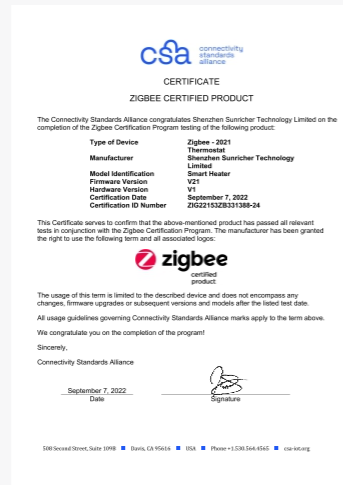 csa connectivity
standards
alliance
CERTIFICATE
ZIGBEE CERTIFIED PRODUCT
The Connectivity Standards Alliance congratulates Shenzhen Sunricher Technology Limited on the
completion of the Zigbee Certification Program testing of the following product:
Type of Device Zigbee - 2021
Thermostat
Manufacturer Shenzhen Sunricher Technology
Limited
Model Identification Smart Heater
Firmware Version V21
Hardware Version V1
Certification Date September 7, 2022
Certification ID Number ZIG22153ZB331388-24
This Certificate serves to confirm that the above-mentioned product has passed all relevant
tests in conjunction with the Zigbee Certification Program. The manufacturer has been granted
the right to use the following term and all associated logos:
zigbee
certified
product
The usage of this term is limited to the described device and does not encompass any
changes, firmware upgrades or subsequent versions and models after the listed test date.
All usage guidelines governing Connectivity Standards Alliance marks apply to the term above.
We congratulate you on the completion of the program!
Sincerely,
Connectivity Standards Alliance
September 7, 2022
Date Signature
508 Second Street, Suite 109B Davis, CA 95616 USA Phone +1.530.564.4565 csa-iot.org